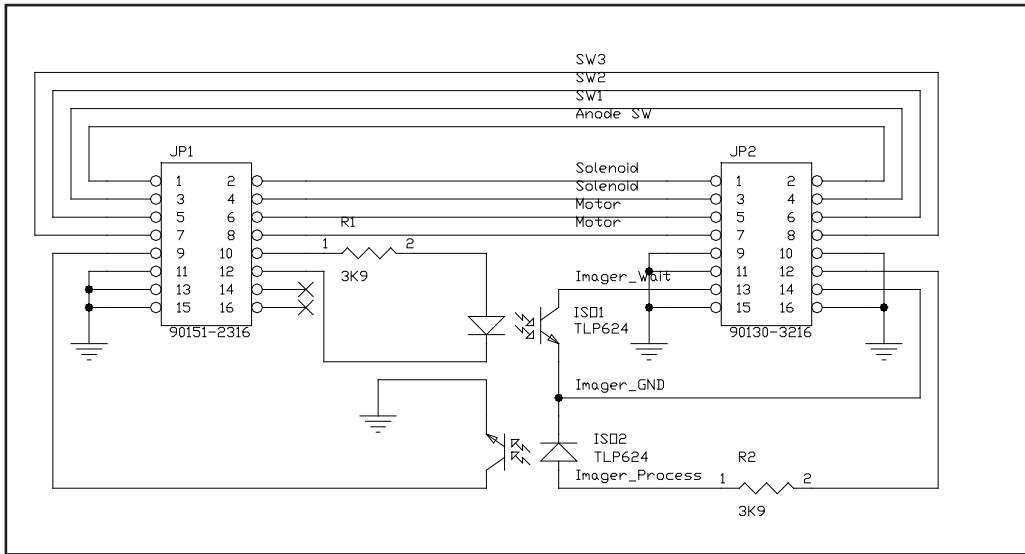 SW3
SW2
SW1
Anode SW
JP1
JP2
1 2
3 4
5 6
7 8
9 10
11 12
13 14
15 16
90151-2316
Solenoid
Solenoid
Motor
Motor
1 2
3 4
5 6
7 8
9 10
11 12
13 14
15 16
90130-3216
R1
1 2
3K9
Imager_Wait
ISO1
TLP624
Imager_GND
ISO2
TLP624
Imager_Process
R2
1 2
3K9